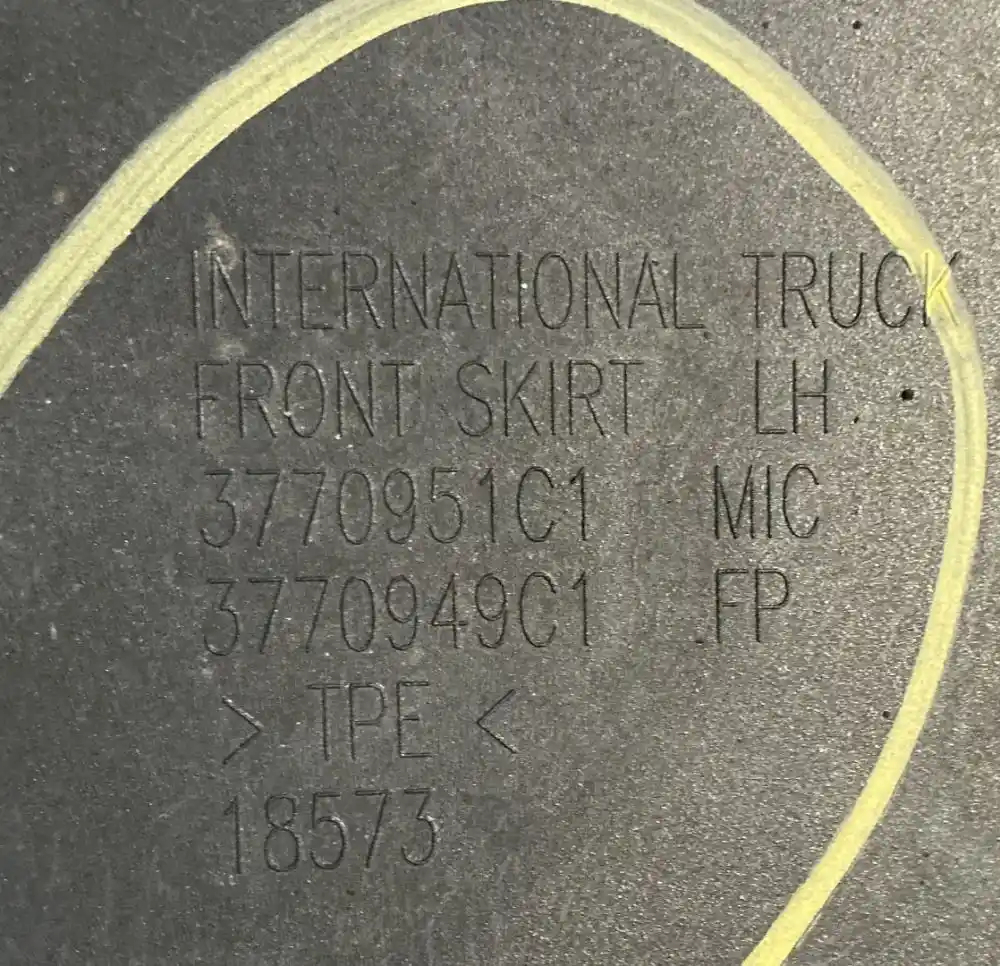 INTERNATIONAL TRUCK
FRONT SKIRT LH
3770951C1 MIC
3770949C1 FP
> TPE <
18573